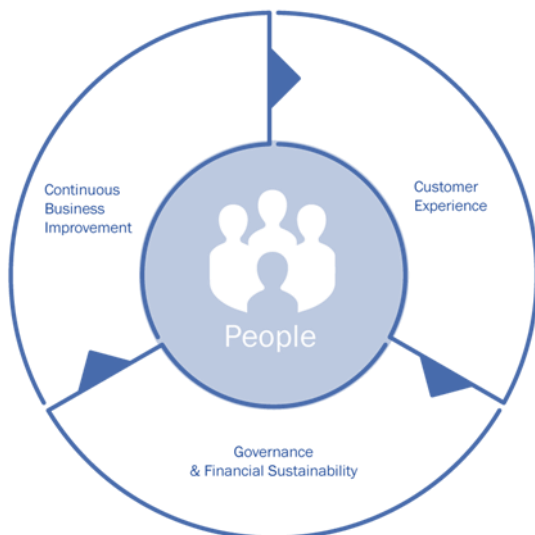 Continuous
Business
Improvement
Customer
Experience
People
Governance
& Financial Sustainability